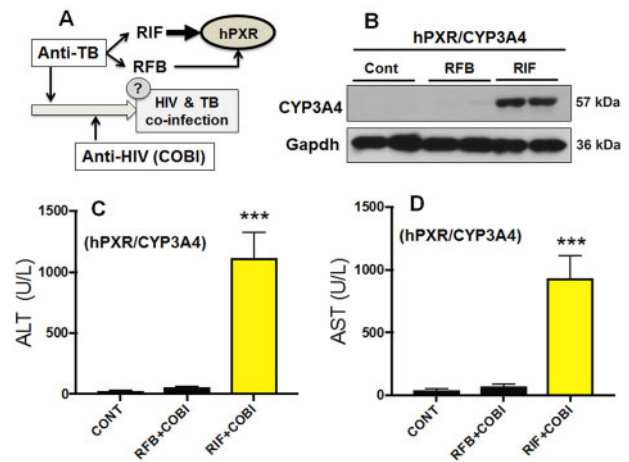 A
Anti-TB
RIF
RFB
hPXR
?
HIV & TB
co-infection
Anti-HIV (COBI)
B
hPXR/CYP3A4
Cont
RFB
RIF
CYP3A4
57 kDa
Gapdh
36 kDa
C
(hPXR/CYP3A4)
ALT (U/L)
1500
1000
500
0
CONT
RFB+COBI
RIF+COBI
***
D
(hPXR/CYP3A4)
AST (U/L)
1500
1000
500
0
CONT
RFB+COBI
RIF+COBI
***